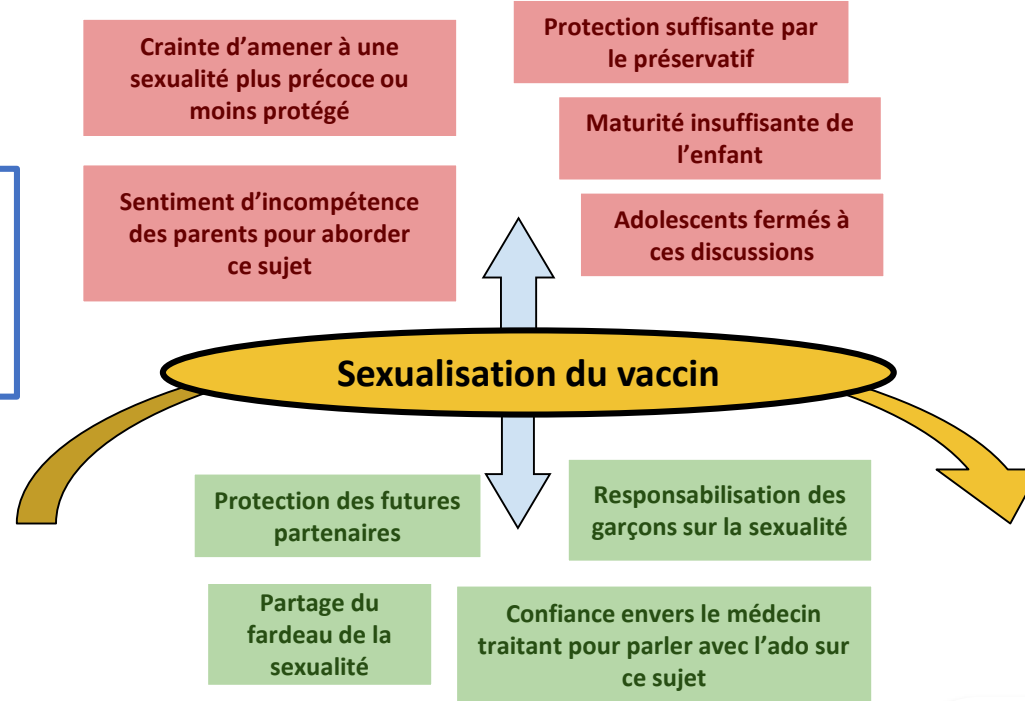 Crainte d'amener à une
sexualité plus précoce ou
moins protégé
Protection suffisante par
le préservatif
Maturité insuffisante de
l'enfant
Sentiment d'incompétence
des parents pour aborder
ce sujet
Adolescents fermés à
ces discussions
Sexualisation du vaccin
Protection des futures
partenaires
Responsabilisation des
garçons sur la sexualité
Partage du
fardeau de la
sexualité
Confiance envers le médecin
traitant pour parler avec l'ado sur
ce sujet